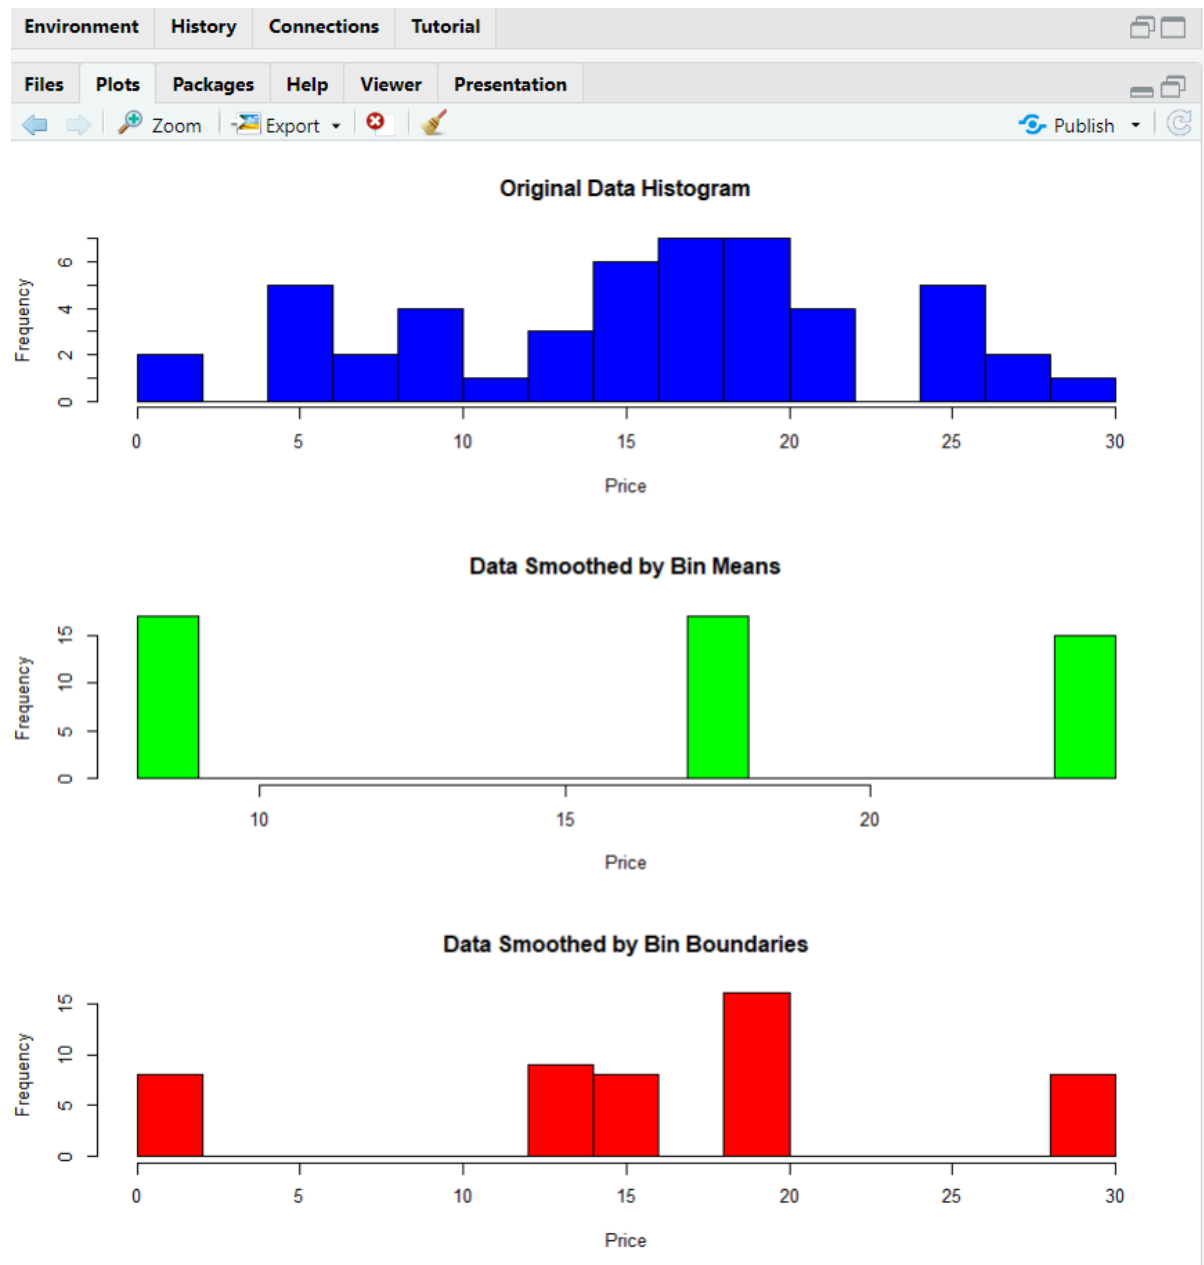 Environment History Connections Tutorial
Files Plots Packages Help Viewer Presentation
Zoom Export Publish
Original Data Histogram
Frequency
6
4
2
0
0 5 10 15 20 25 30
Price
Data Smoothed by Bin Means
Frequency
15
10
5
0
10 15 20
Price
Data Smoothed by Bin Boundaries
Frequency
15
10
5
0
0 5 10 15 20 25 30
Price